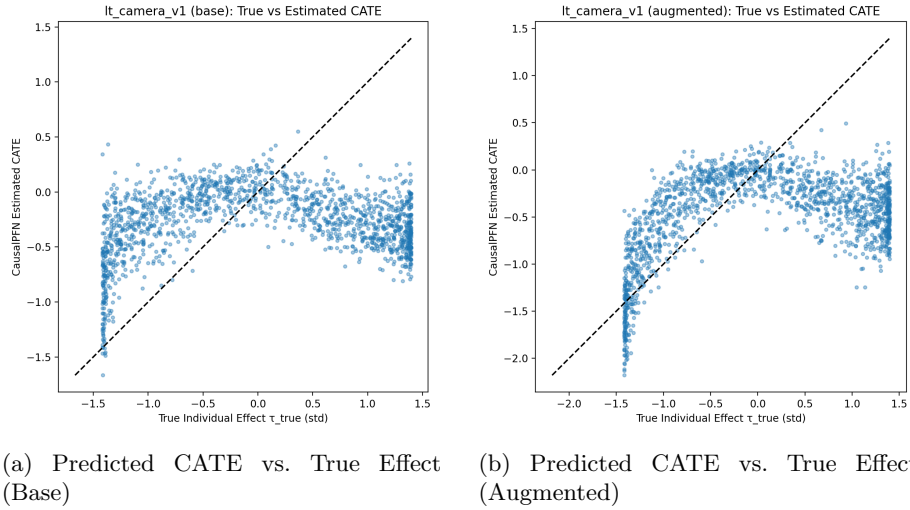 lt_camera_v1 (base): True vs Estimated CATE
1.5
1.0
0.5
0.0
−0.5
−1.0
−1.5
CausalPFN Estimated CATE
−1.5 −1.0 −0.5 0.0 0.5 1.0 1.5
True Individual Effect τ_true (std)
(a) Predicted CATE vs. True Effect
(Base)
lt_camera_v1 (augmented): True vs Estimated CATE
1.5
1.0
0.5
0.0
−0.5
−1.0
−1.5
−2.0
CausalPFN Estimated CATE
−2.0 −1.5 −1.0 −0.5 0.0 0.5 1.0 1.5
True Individual Effect τ_true (std)
(b) Predicted CATE vs. True Effect
(Augmented)